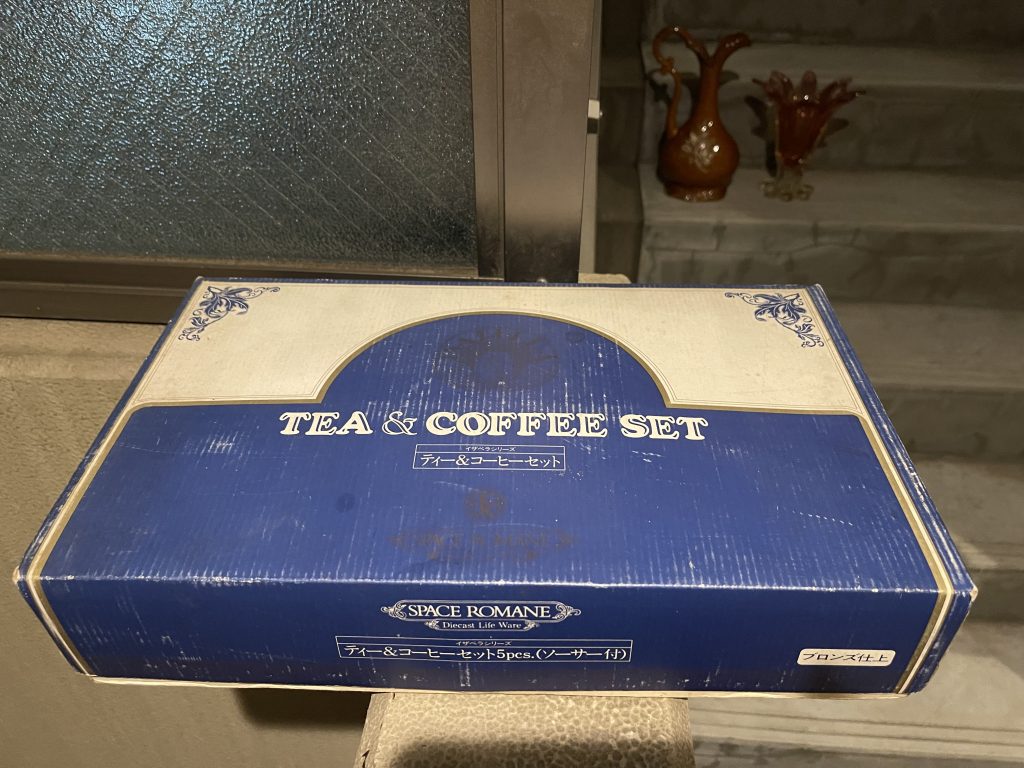 TEA & COFFEE SET
イザベラシリーズ
ティー&コーヒーセット
SPACE ROMANE
SPACE ROMANE
Diecast Life Ware
イザベラシリーズ
ティー&コーヒーセット5pcs.(ソーサー付)
ブロンズ仕上